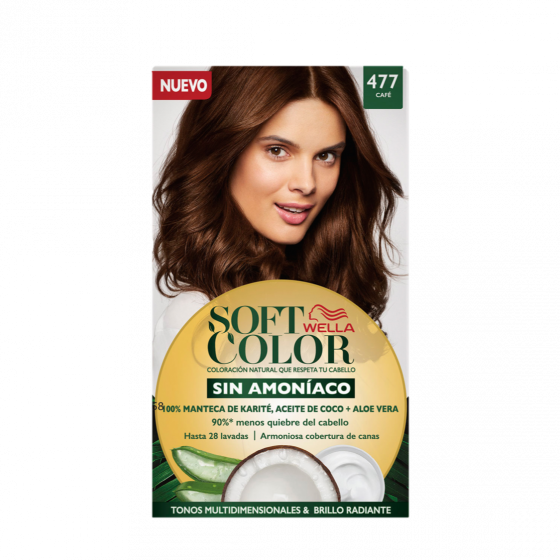 NUEVO
477
CAFÉ
SOFT
WELLA
COLOR
COLORACIÓN NATURAL QUE RESPETA TU CABELLO
SIN AMONÍACO
58
100% MANTECA DE KARITÉ, ACEITE DE COCO + ALOE VERA
90%* menos quiebre del cabello
Hasta 28 lavadas | Armoniosa cobertura de canas
TONOS MULTIDIMENSIONALES & BRILLO RADIANTE